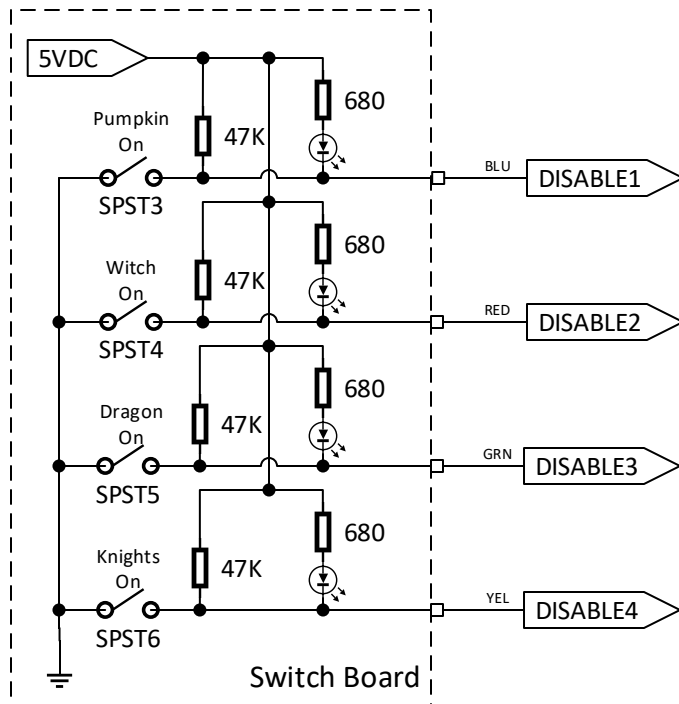 5VDC
680
Pumpkin
On
47K
SPST3
BLU
DISABLE1
680
Witch
On
47K
SPST4
RED
DISABLE2
680
Dragon
On
47K
SPST5
GRN
DISABLE3
680
Knights
On
47K
SPST6
YEL
DISABLE4
Switch Board